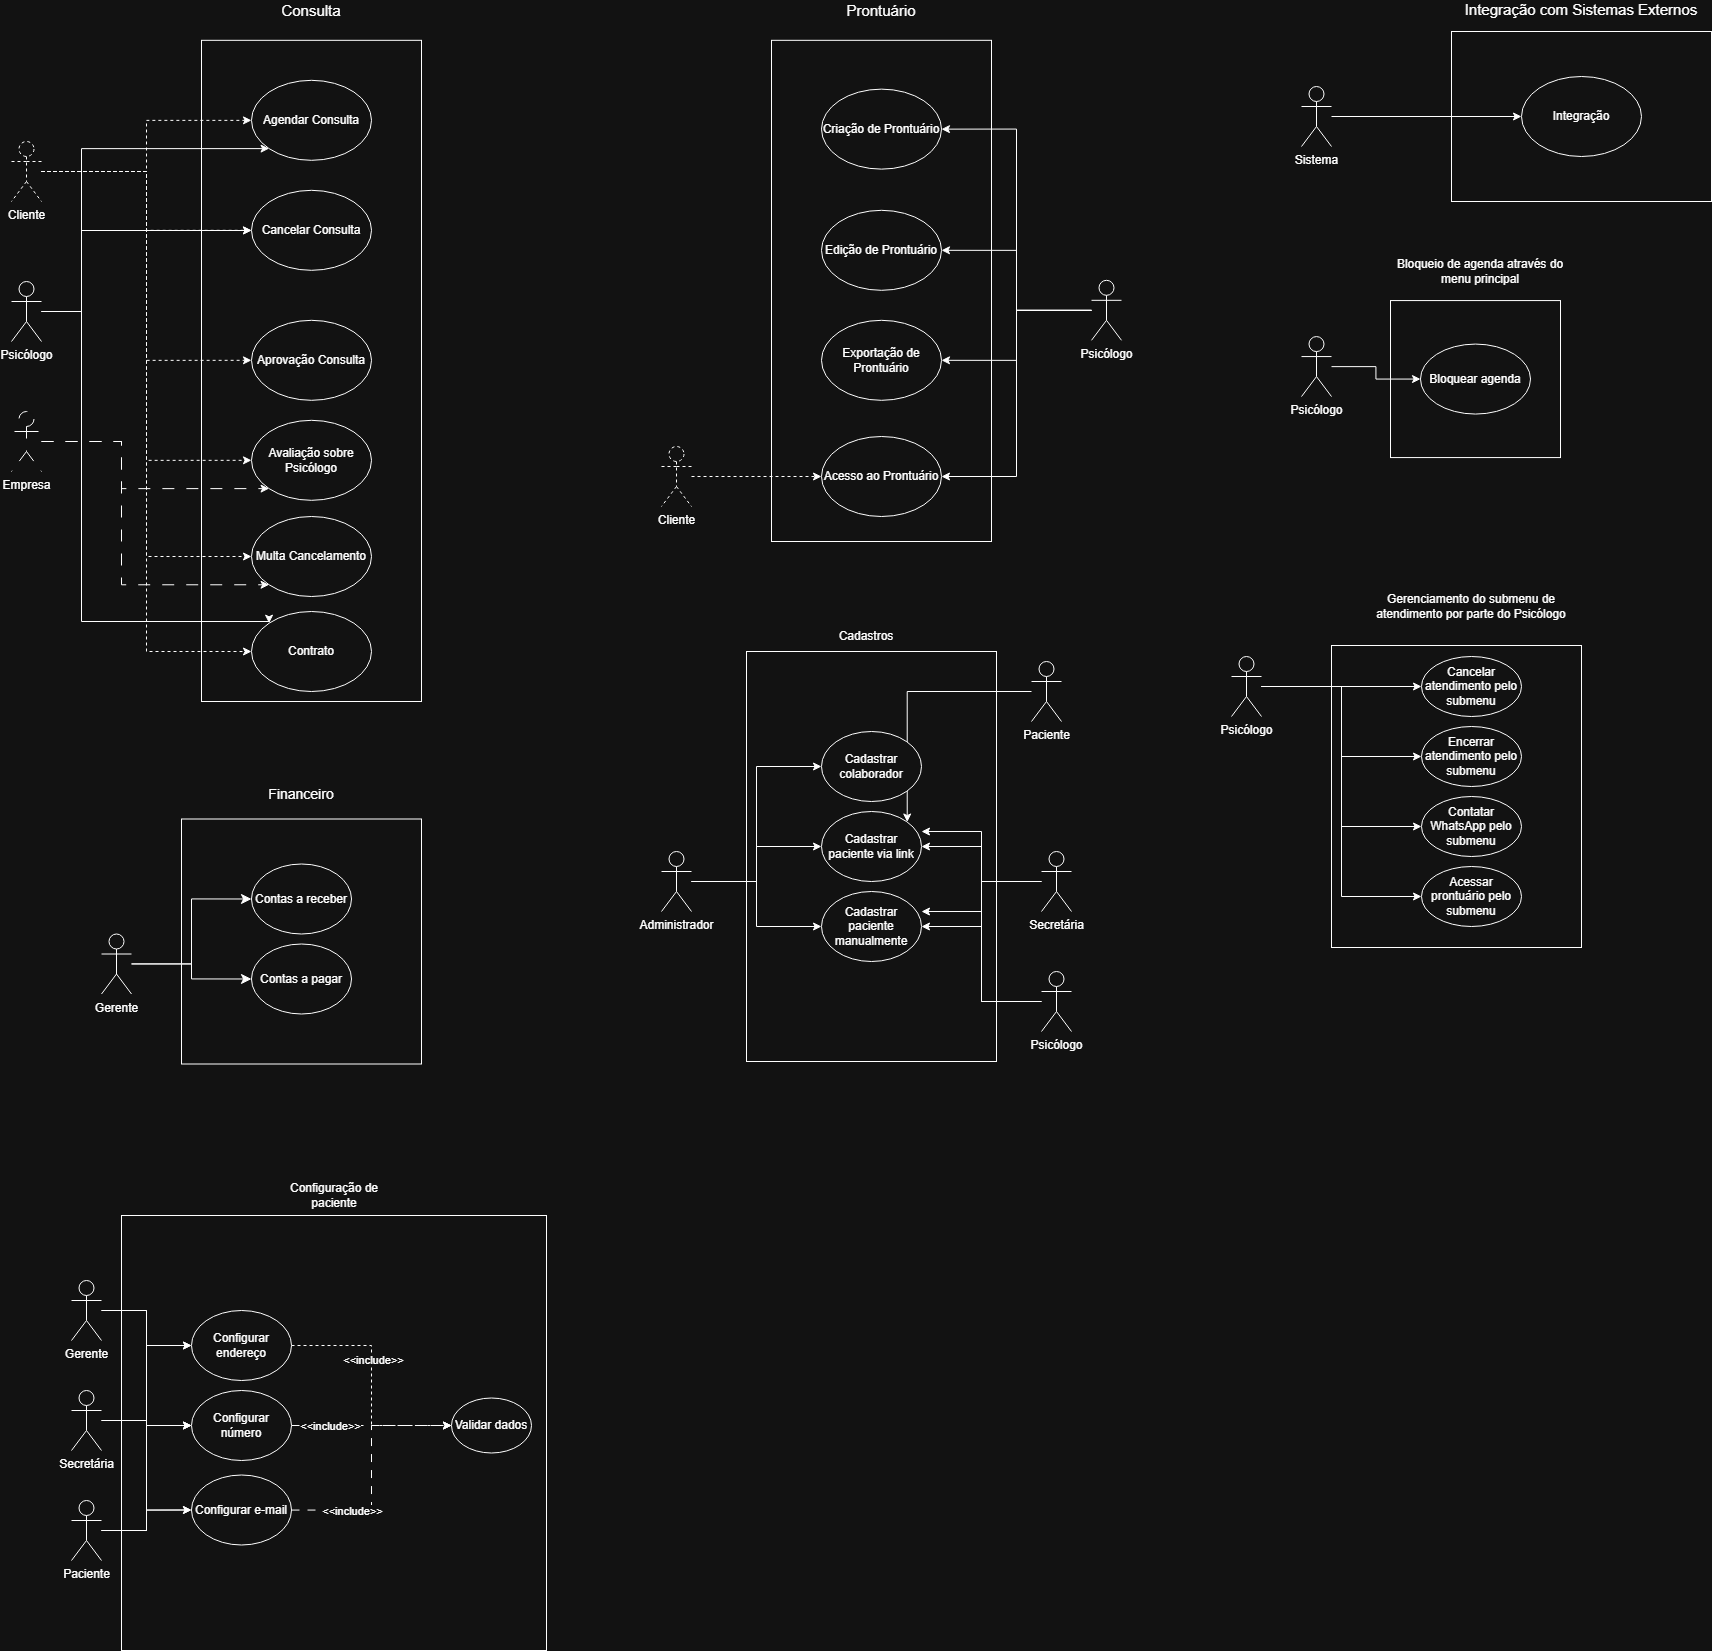 Consulta
Agendar Consulta
Cliente
Cancelar Consulta
Psicólogo
Aprovação Consulta
Empresa
Avaliação sobre
Psicólogo
Multa Cancelamento
Contrato
Prontuário
Criação de Prontuário
Edição de Prontuário
Exportação de
Prontuário
Psicólogo
Acesso ao Prontuário
Cliente
Integração com Sistemas Externos
Integração
Sistema
Bloqueio de agenda através do
menu principal
Bloquear agenda
Psicólogo
Gerenciamento do submenu de
atendimento por parte do Psicólogo
Psicólogo
Cancelar
atendimento pelo
submenu
Encerrar
atendimento pelo
submenu
Contatar
WhatsApp pelo
submenu
Acessar
prontuário pelo
submenu
Cadastros
Paciente
Cadastrar
colaborador
Cadastrar
paciente via link
Cadastrar
paciente
manualmente
Administrador
Secretária
Psicólogo
Financeiro
Contas a receber
Contas a pagar
Gerente
Configuração de
paciente
Gerente
Configurar
endereço
<<include>>
Secretária
Configurar
número
<<include>>
Validar dados
Paciente
Configurar e-mail
<<include>>